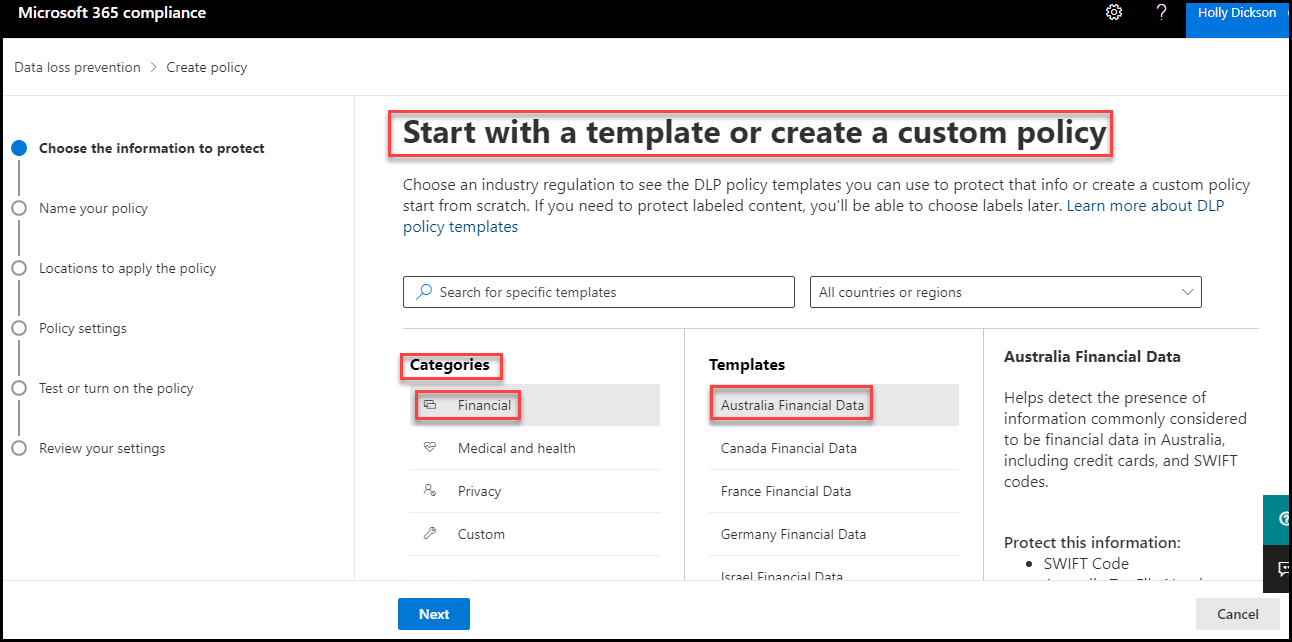 Microsoft 365 compliance
Holly Dickson
Data loss prevention > Create policy
Choose the information to protect
Name your policy
Locations to apply the policy
Policy settings
Test or turn on the policy
Review your settings
Start with a template or create a custom policy
Choose an industry regulation to see the DLP policy templates you can use to protect that info or create a custom policy
start from scratch. If you need to protect labeled content, you'll be able to choose labels later. Learn more about DLP
policy templates
Search for specific templates
All countries or regions
Categories
Financial
Medical and health
Privacy
Custom
Templates
Australia Financial Data
Canada Financial Data
France Financial Data
Germany Financial Data
Israel Financial Data
Australia Financial Data
Helps detect the presence of
information commonly considered
to be financial data in Australia,
including credit cards, and SWIFT
codes.
Protect this information:
• SWIFT Code
Next
Cancel